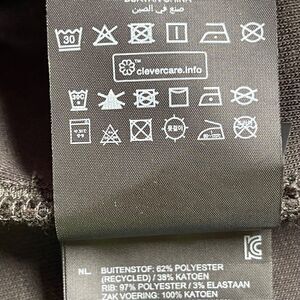 صنع في الصين
30
clevercare.info
NL. BUITENSTOF: 62% POLYESTER
(RECYCLED) / 38% KATOEN
RIB: 97% POLYESTER / 3% ELASTAAN
ZAK VOERING: 100% KATOEN